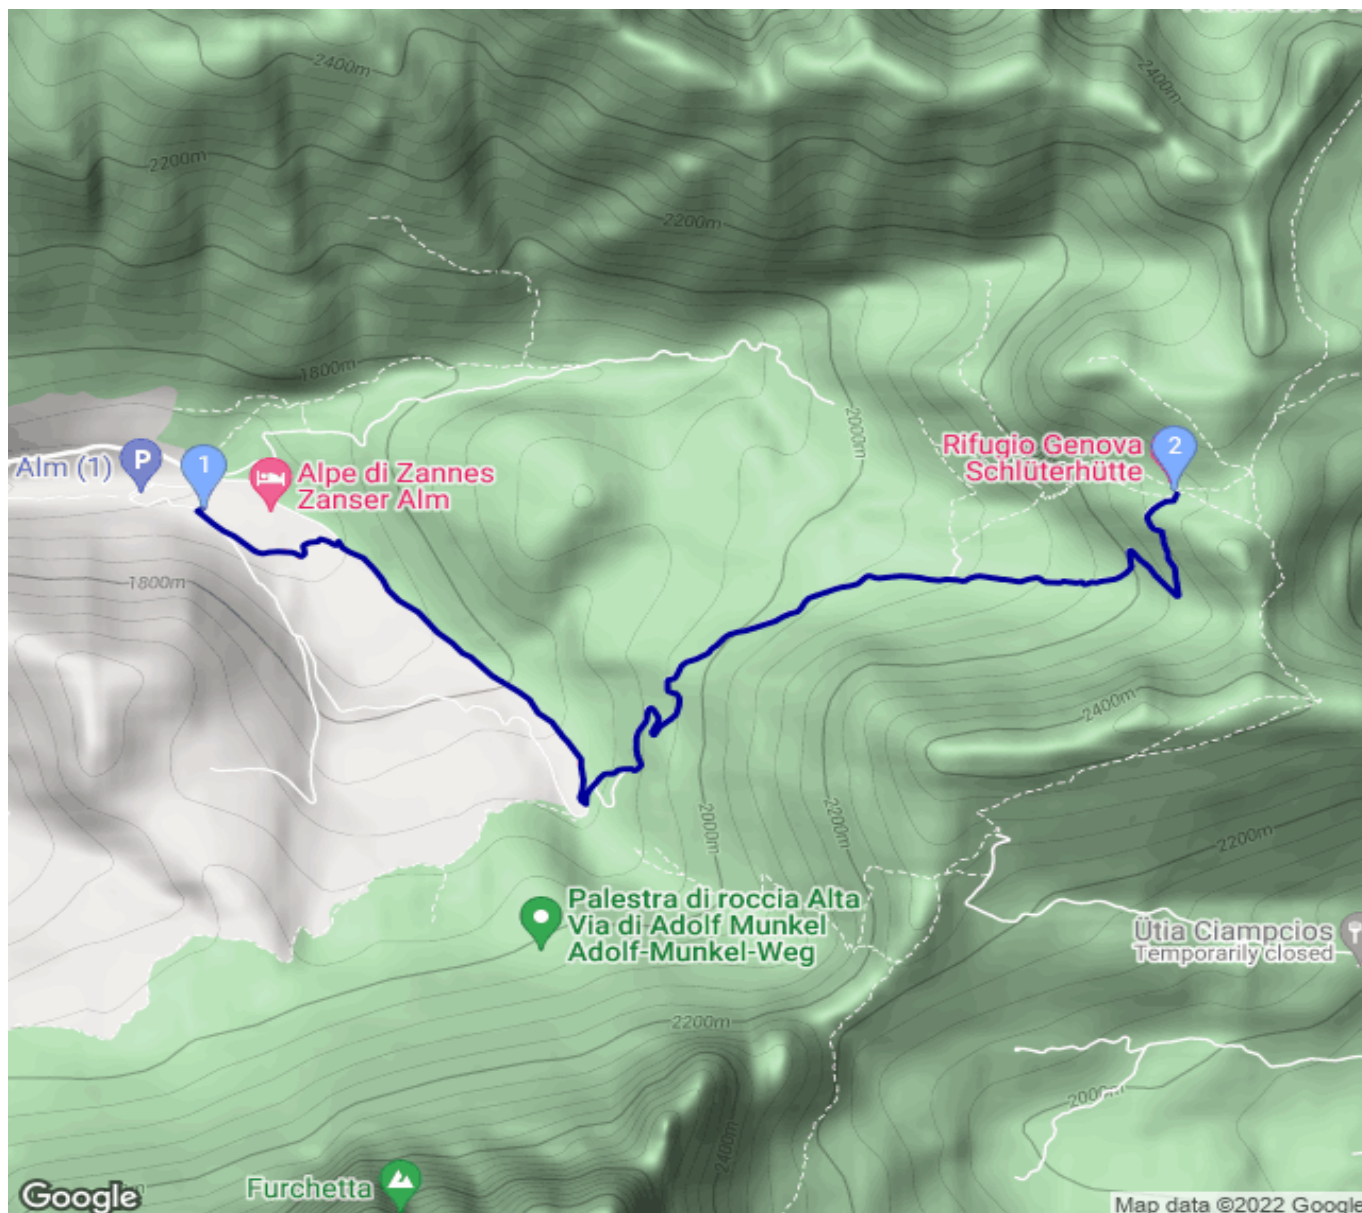 2400m
2400m
2200m
2200m
1800m
2000m
Alm (1)
P
1
Alpe di Zannes
Zanser Alm
Rifugio Genova
Schlüterhütte
2
1800m
2400m
2000m
2200m
2200m
Palestra di roccia Alta
Via di Adolf Munkel
Adolf-Munkel-Weg
Ütia Ciampcios
Temporarily closed
2200m
2000m
2400m
Furchetta
Google
Map data ©2022 Google